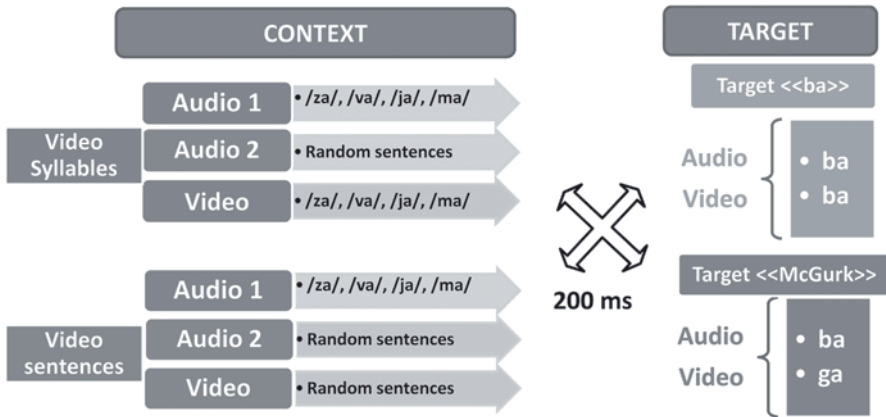 CONTEXT
Video
Syllables
Audio 1
• /za/, /va/, /ja/, /ma/
Audio 2
• Random sentences
Video
• /za/, /va/, /ja/, /ma/
Video
sentences
Audio 1
• /za/, /va/, /ja/, /ma/
Audio 2
• Random sentences
Video
• Random sentences
200 ms
TARGET
Target <<ba>>
Audio
• ba
Video
• ba
Target <<McGurk>>
Audio
• ba
Video
• ga